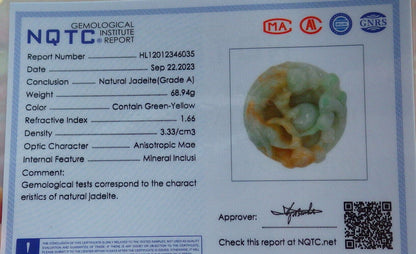 NQTC® GEMOLOGICAL
INSTITUTE
REPORT
MA
GNRS
Report Number HL12012346035
Date Sep 22,2023
Conclusion Natural Jadeite(Grade A)
Weight 68.94g
Color Contain Green-Yellow
Refractive Index 1.66
Density 3.33/cm3
Optic Character Anisotropic Mae
Internal Feature Mineral Inclusi
Comment:
Gemological tests correspond to the charact
eristics of natural jadeite.
Approver:
Check this report at NQTC.net